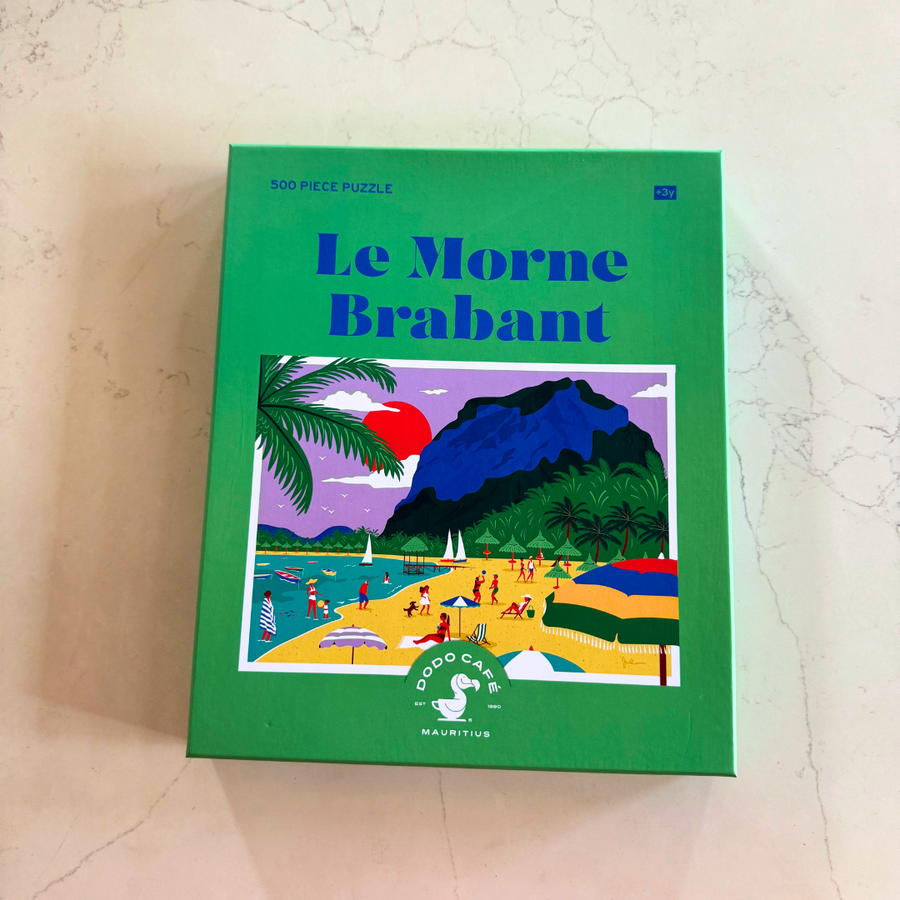 500 PIECE PUZZLE
+3y
Le Morne
Brabant
DODO CAFÉ
EST 1990
MAURITIUS